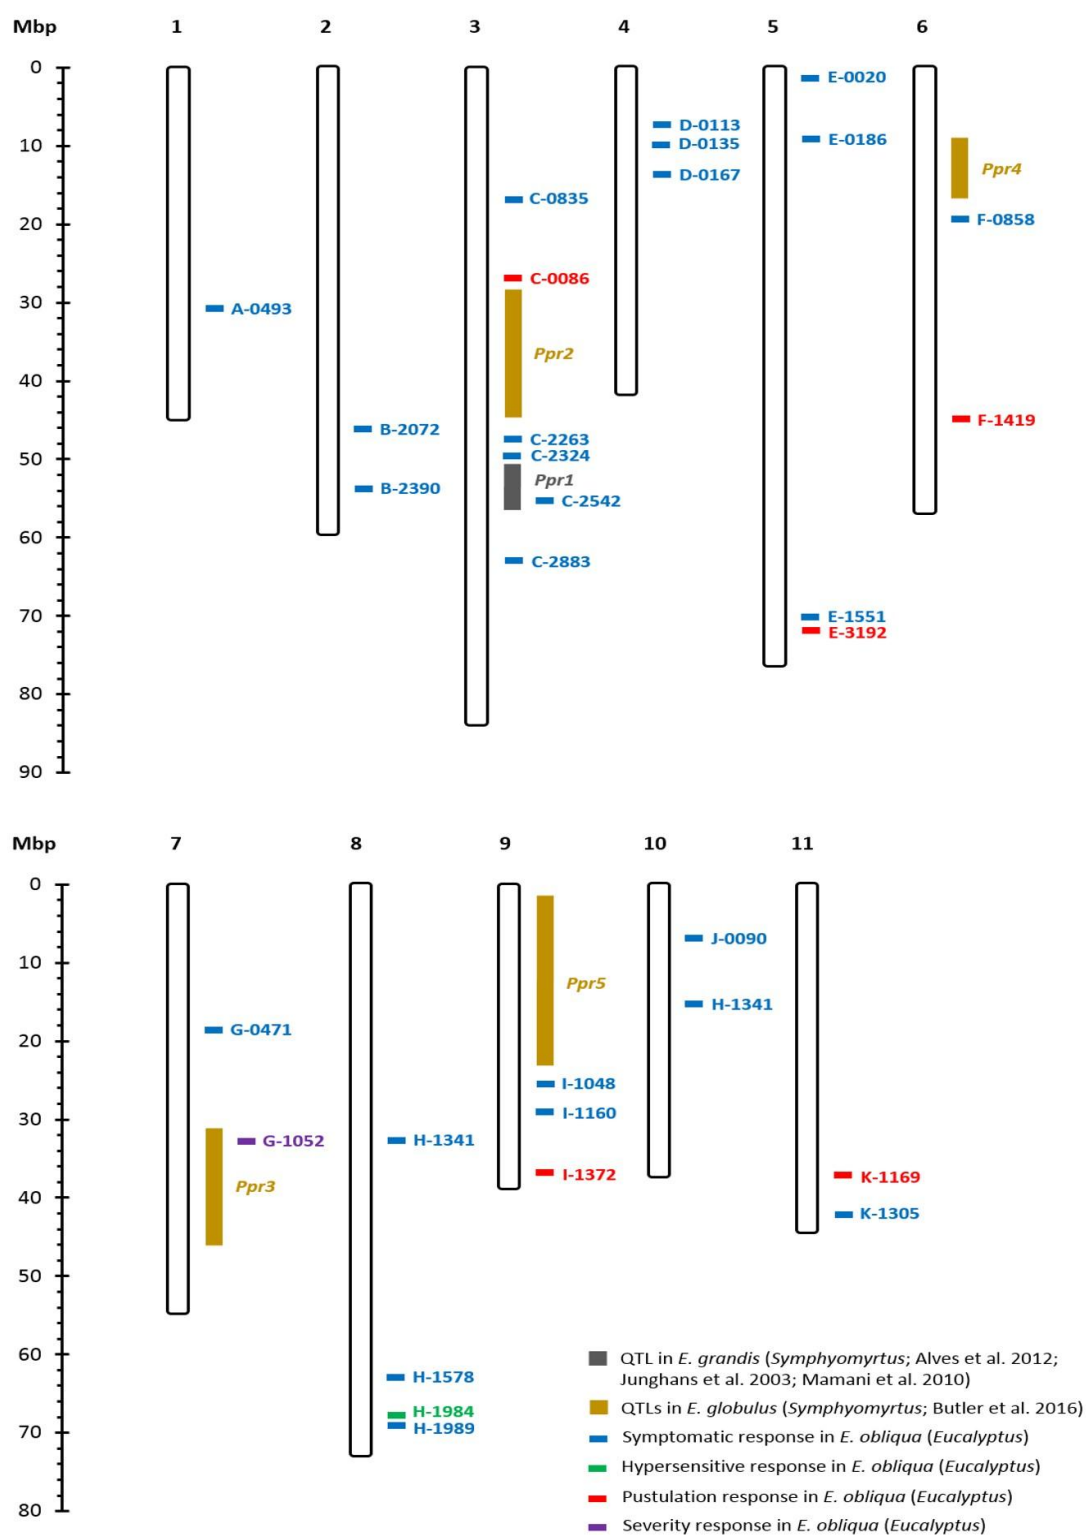 Mbp 1 2 3 4 5 6
0
E-0020
D-0113
10 D-0135 E-0186
Ppr4
D-0167
C-0835
20 F-0858
C-0086
30 A-0493
Ppr2
40
F-1419
B-2072
C-2263
50 C-2324
Ppr1
B-2390
C-2542
60 C-2883
70 E-1551
E-3192
80
90
Mbp 7 8 9 10 11
0
J-0090
10
Ppr5
H-1341
G-0471
20
I-1048
30 I-1160
G-1052 H-1341
I-1372 K-1169
Ppr3
40 K-1305
50
60 QTL in E. grandis (Symphyomyrtus; Alves et al. 2012;
Junghans et al. 2003; Mamani et al. 2010)
H-1578
QTLs in E. globulus (Symphyomyrtus; Butler et al. 2016)
H-1984
70 H-1989
Symptomatic response in E. obliqua (Eucalyptus)
Hypersensitive response in E. obliqua (Eucalyptus)
Pustulation response in E. obliqua (Eucalyptus)
80
Severity response in E. obliqua (Eucalyptus)